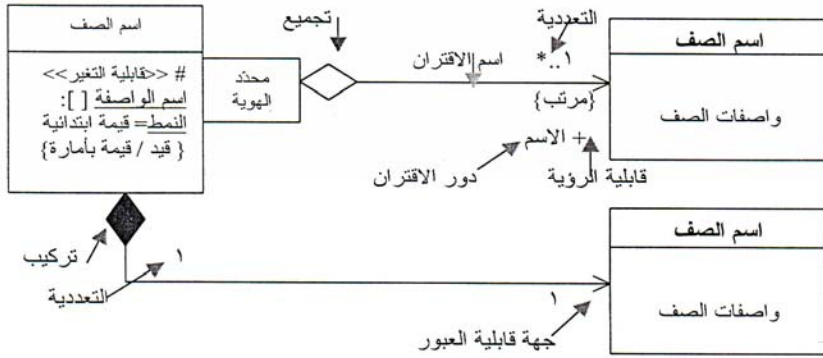 اسم الصف
# <<قابلية التغير>>
اسم الواصفة [ ]:
النمط= قيمة ابتدائية
{ قيد / قيمة بأمارة}
محدّد
الهوية
تجميع
اسم الاقتران
التعددية
١..*
{مرتب}
+ الاسم
دور الاقتران
قابلية الرؤية
اسم الصف
واصفات الصف
تركيب
التعددية
١
١
جهة قابلية العبور
اسم الصف
واصفات الصف